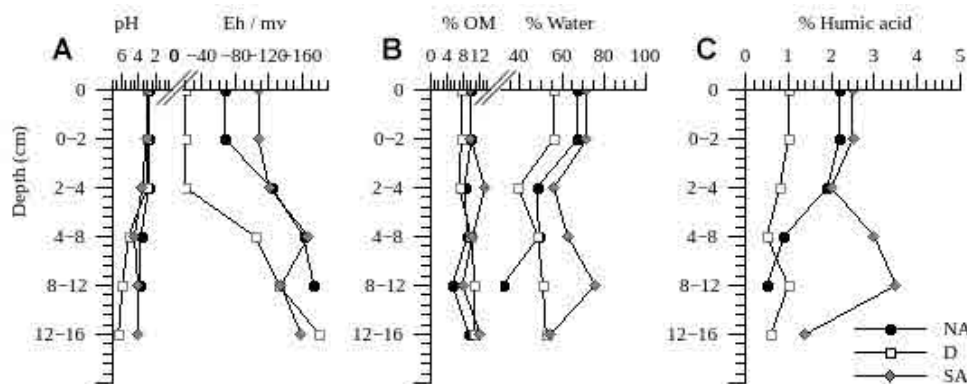 pH Eh / mv % OM % Water % Humic acid
A 6 4 2 0 −40 −80 −120 −160 B 0 4 8 12 40 60 80 100 C 0 1 2 3 4 5
0 0 0
0−2 0−2 0−2
Depth (cm)
2−4 2−4 2−4
4−8 4−8 4−8
8−12 8−12 8−12
12−16 12−16 12−16
NA
D
SA